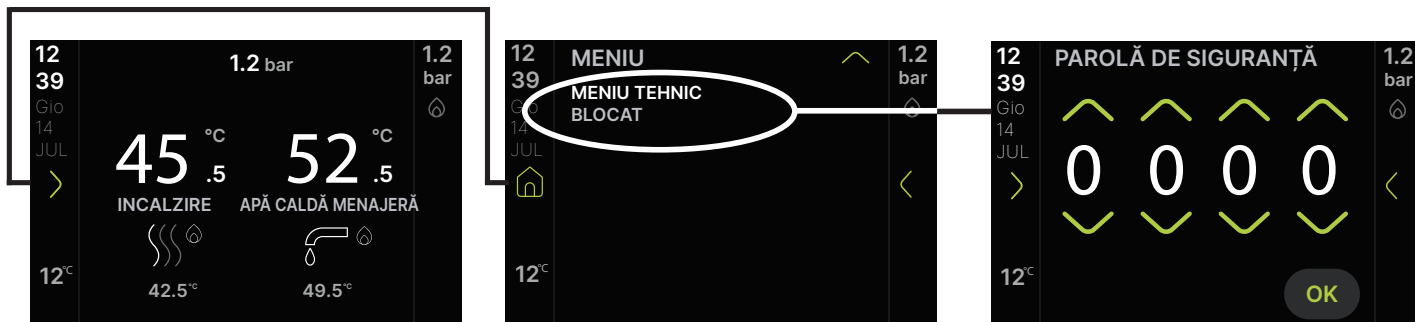 12
39
Gio
14
JUL
12°C
1.2 bar
45.5 °C
INCALZIRE
42.5°C
52.5 °C
APĂ CALDĂ MENAJERĂ
49.5°C
1.2
bar
12
39
Gio
14
JUL
12°C
MENIU
MENIU TEHNIC
BLOCAT
1.2
bar
12
39
Gio
14
JUL
12°C
PAROLĂ DE SIGURANȚĂ
0 0 0 0
OK
1.2
bar